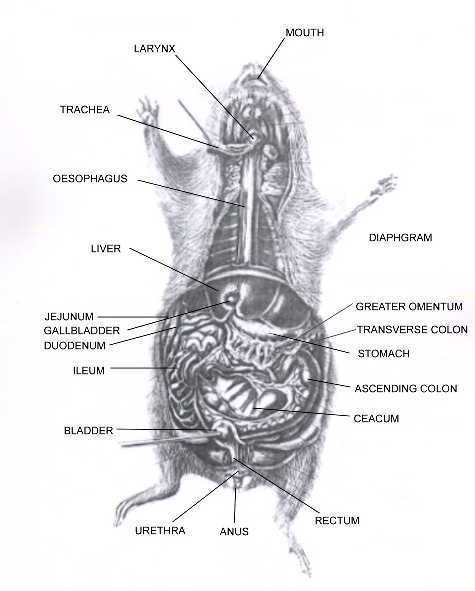 MOUTH
LARYNX
TRACHEA
OESOPHAGUS
DIAPHGRAM
LIVER
GREATER OMENTUM
JEJUNUM
TRANSVERSE COLON
GALLBLADDER
DUODENUM
STOMACH
ILEUM
ASCENDING COLON
CEACUM
BLADDER
RECTUM
URETHRA
ANUS